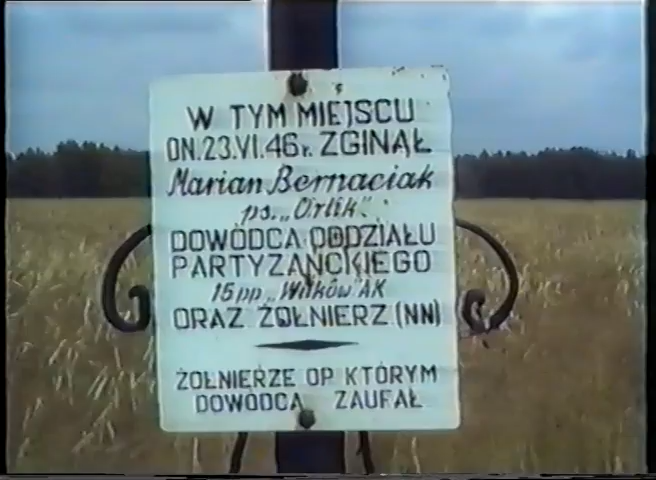 W TYM MIEJSCU
DN. 23.VI.46 r. ZGINĄŁ
Marian Bernaciak
ps. „Orlik"
DOWÓDCA ODDZIAŁU
PARTYZANCKIEGO
15 pp „Wilków" AK
ORAZ ŻOŁNIERZ (NN)
ŻOŁNIERZE OP KTÓRYM
DOWÓDCA ZAUFAŁ